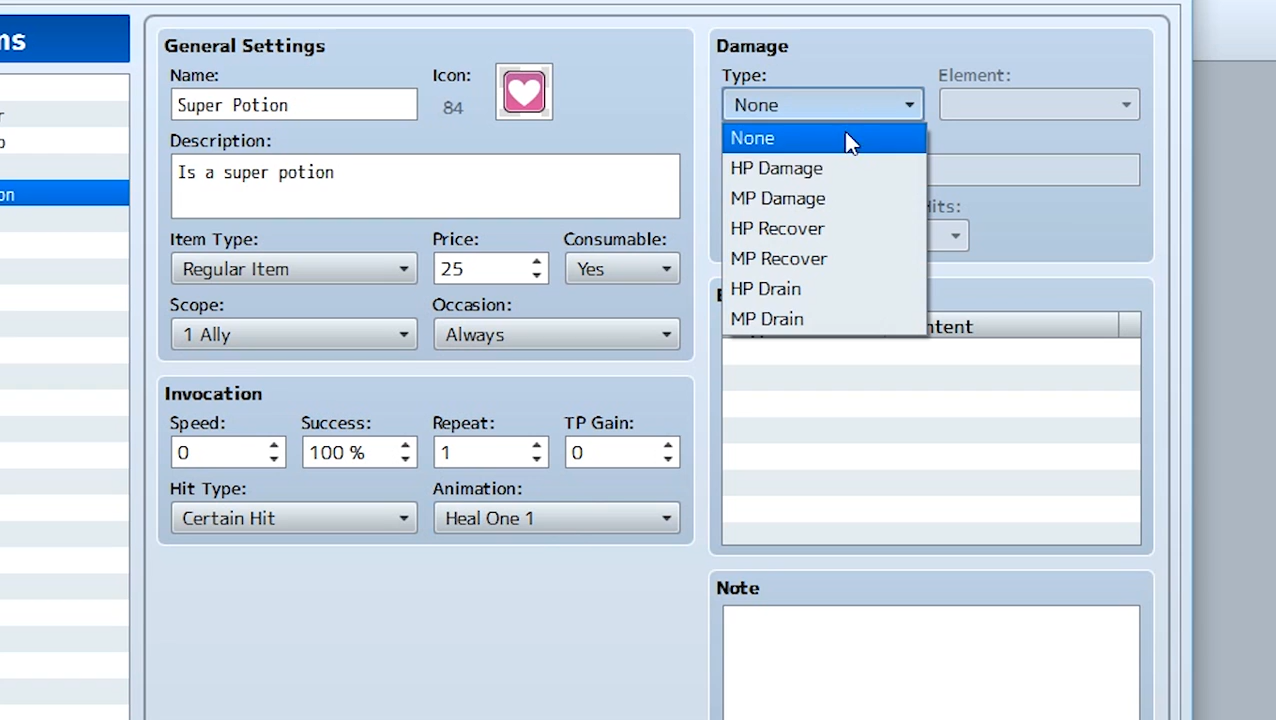 ms
General Settings
Name:
Icon:
Super Potion
84
Description:
Is a super potion
Item Type:
Price:
Consumable:
Regular Item
25
Yes
Scope:
Occasion:
1 Ally
Always
Invocation
Speed:
Success:
Repeat:
TP Gain:
0
100 %
1
0
Hit Type:
Animation:
Certain Hit
Heal One 1
Damage
Type:
Element:
None
None
HP Damage
MP Damage
HP Recover
MP Recover
HP Drain
MP Drain
Hits:
ntent
Note
on